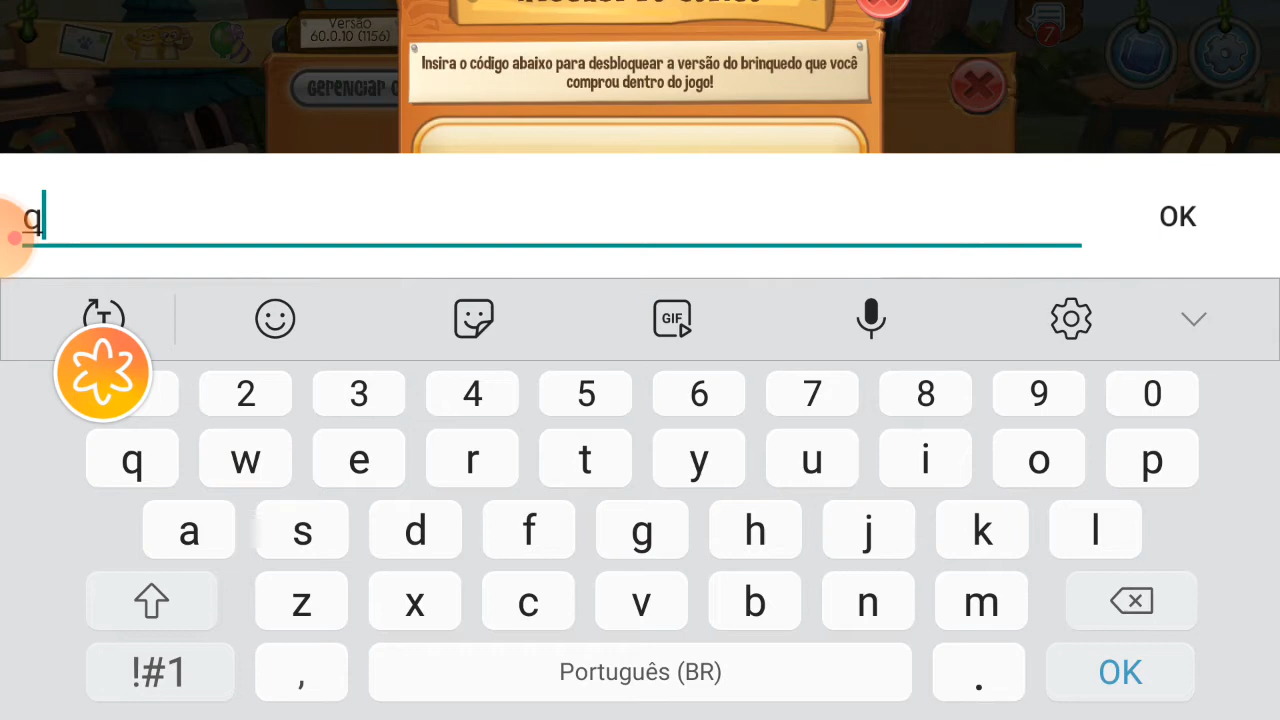 Versão
60.0.10 (1156)
7
Gerenciar
Insira o código abaixo para desbloquear a versão do brinquedo que você
comprou dentro do jogo!
q
OK
T
GIF
2 3 4 5 6 7 8 9 0
q w e r t y u i o p
a s d f g h j k l
z x c v b n m
!#1 , Português (BR) . OK